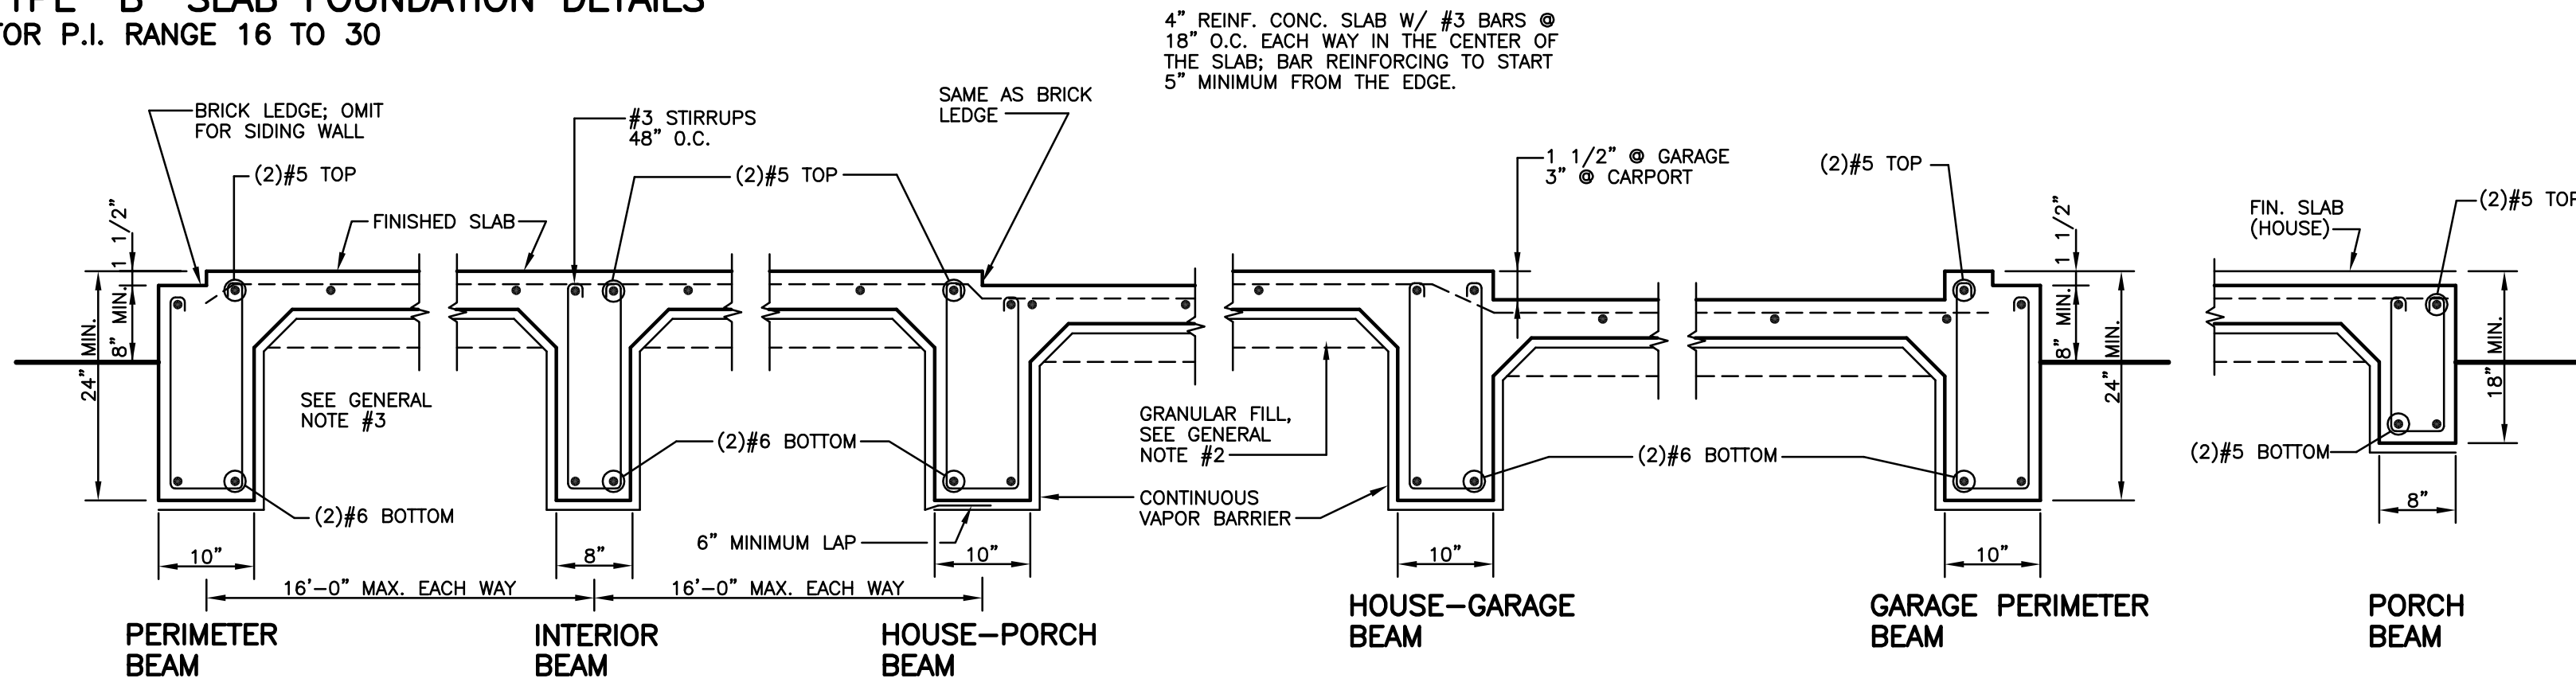 "B" SLAB FOUNDATION DETAILS
FOR P.I. RANGE 16 TO 30
4" REINF. CONC. SLAB W/ #3 BARS @
18" O.C. EACH WAY IN THE CENTER OF
THE SLAB; BAR REINFORCING TO START
5" MINIMUM FROM THE EDGE.
BRICK LEDGE; OMIT
FOR SIDING WALL
(2)#5 TOP
FINISHED SLAB
#3 STIRRUPS
48" O.C.
(2)#5 TOP
SAME AS BRICK
LEDGE
1 1/2" @ GARAGE
3" @ CARPORT
(2)#5 TOP
FIN. SLAB
(HOUSE)
(2)#5 TOP
1 1/2"
8" MIN.
24" MIN.
SEE GENERAL
NOTE #3
(2)#6 BOTTOM
(2)#6 BOTTOM
6" MINIMUM LAP
GRANULAR FILL,
SEE GENERAL
NOTE #2
CONTINUOUS
VAPOR BARRIER
(2)#6 BOTTOM
1 1/2"
8" MIN.
24" MIN.
(2)#5 BOTTOM
18" MIN.
10"
8"
10"
10"
10"
8"
16'-0" MAX. EACH WAY
16'-0" MAX. EACH WAY
PERIMETER
BEAM
INTERIOR
BEAM
HOUSE-PORCH
BEAM
HOUSE-GARAGE
BEAM
GARAGE PERIMETER
BEAM
PORCH
BEAM